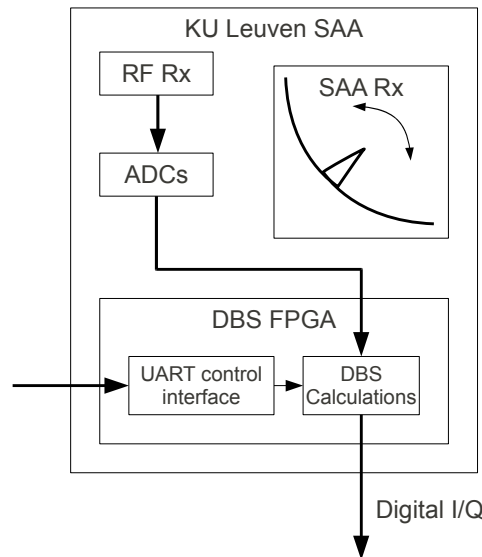 KU Leuven SAA
RF Rx
SAA Rx
ADCs
DBS FPGA
UART control
interface
DBS
Calculations
Digital I/Q